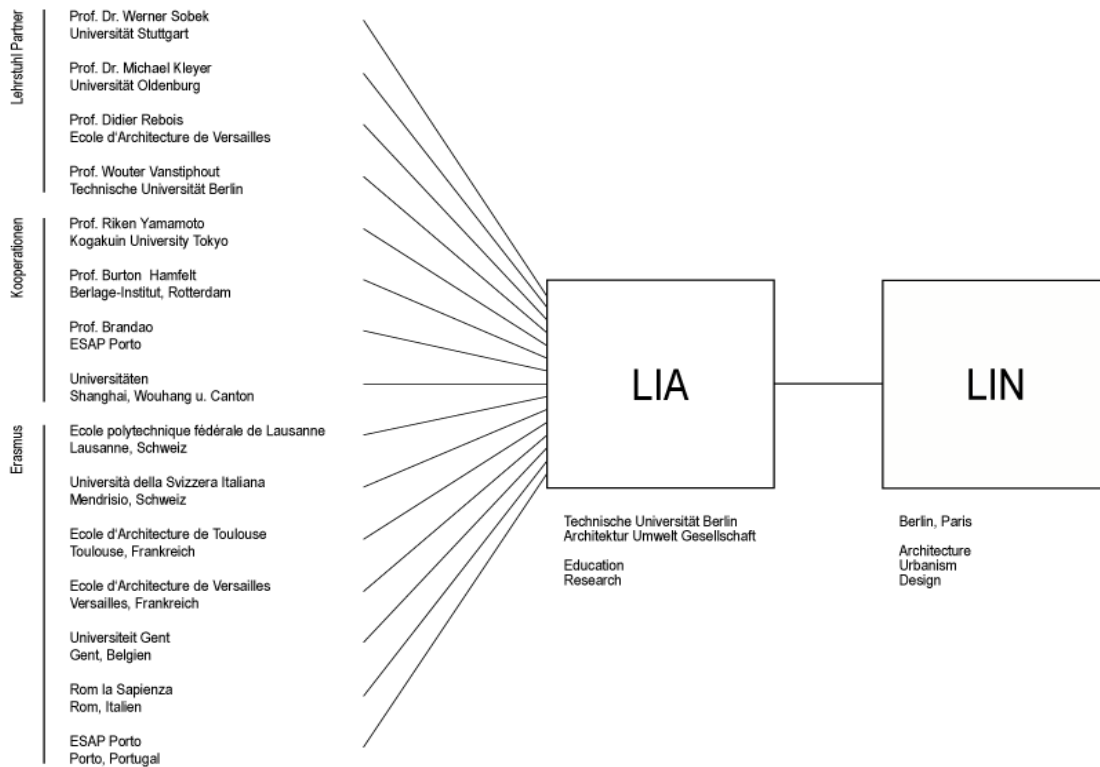 Lehrstuhl Partner
Prof. Dr. Werner Sobek
Universität Stuttgart
Prof. Dr. Michael Kleyer
Universität Oldenburg
Prof. Didier Rebois
Ecole d'Architecture de Versailles
Prof. Wouter Vanstiphout
Technische Universität Berlin
Kooperationen
Prof. Riken Yamamoto
Kogakuin University Tokyo
Prof. Burton Hamfelt
Berlage-Institut, Rotterdam
Prof. Brandao
ESAP Porto
Universitäten
Shanghai, Wouhang u. Canton
Erasmus
Ecole polytechnique fédérale de Lausanne
Lausanne, Schweiz
Università della Svizzera Italiana
Mendrisio, Schweiz
Ecole d'Architecture de Toulouse
Toulouse, Frankreich
Ecole d'Architecture de Versailles
Versailles, Frankreich
Universiteit Gent
Gent, Belgien
Rom la Sapienza
Rom, Italien
ESAP Porto
Porto, Portugal
LIA
Technische Universität Berlin
Architektur Umwelt Gesellschaft
Education
Research
LIN
Berlin, Paris
Architecture
Urbanism
Design